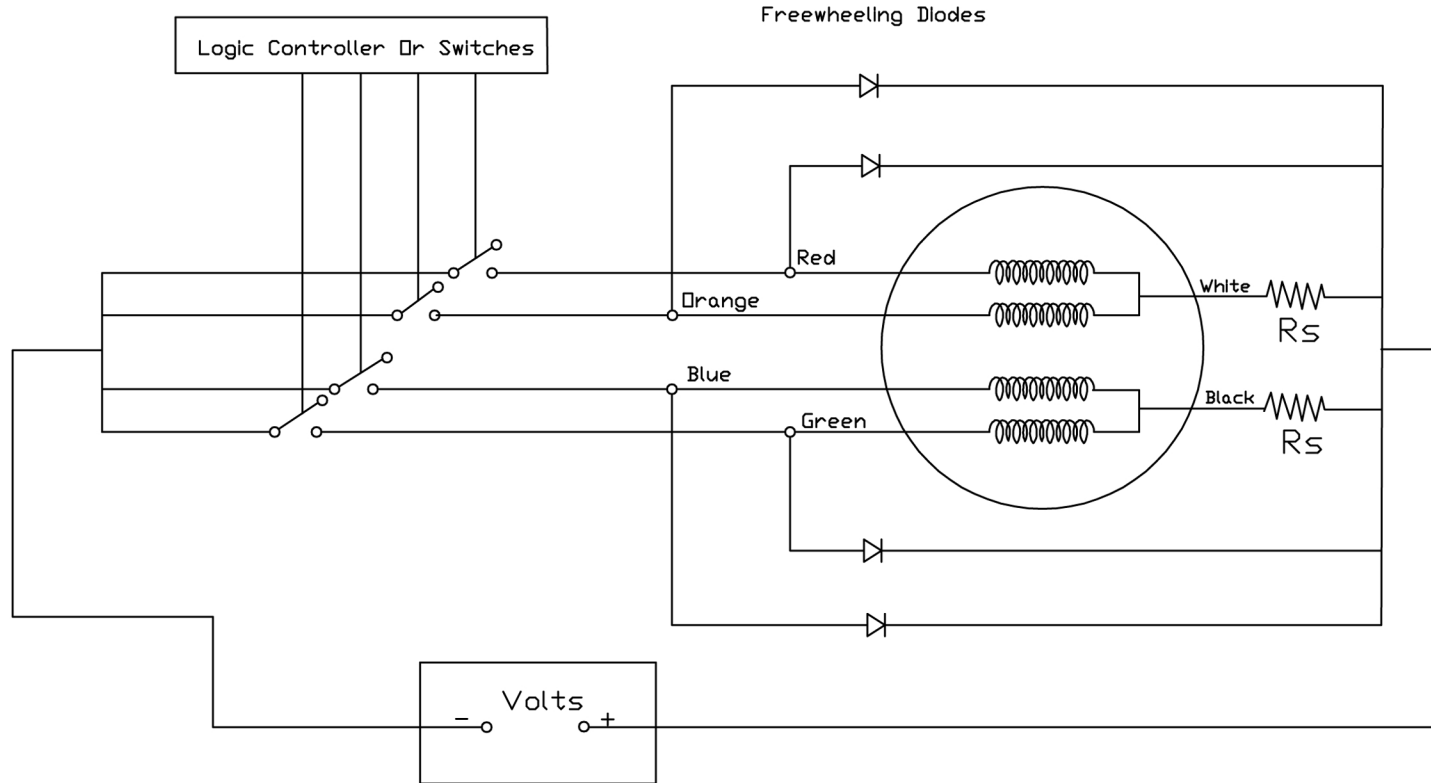 Freewheeling Diodes
Logic Controller Or Switches
Red
White
Orange
Rs
Blue
Black
Green
Rs
Volts
- +